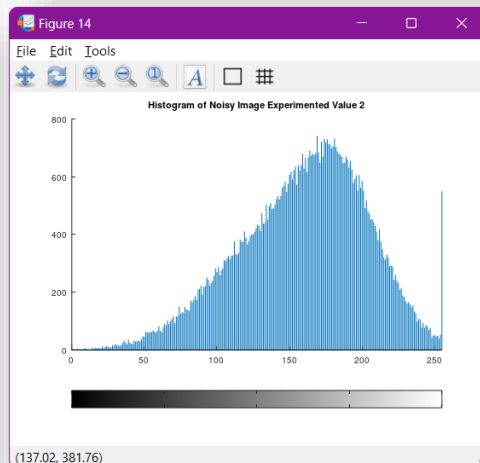 Figure 14
File Edit Tools
A
Histogram of Noisy Image Experimented Value 2
800
600
400
200
0
0 50 100 150 200 250
(137.02, 381.76)